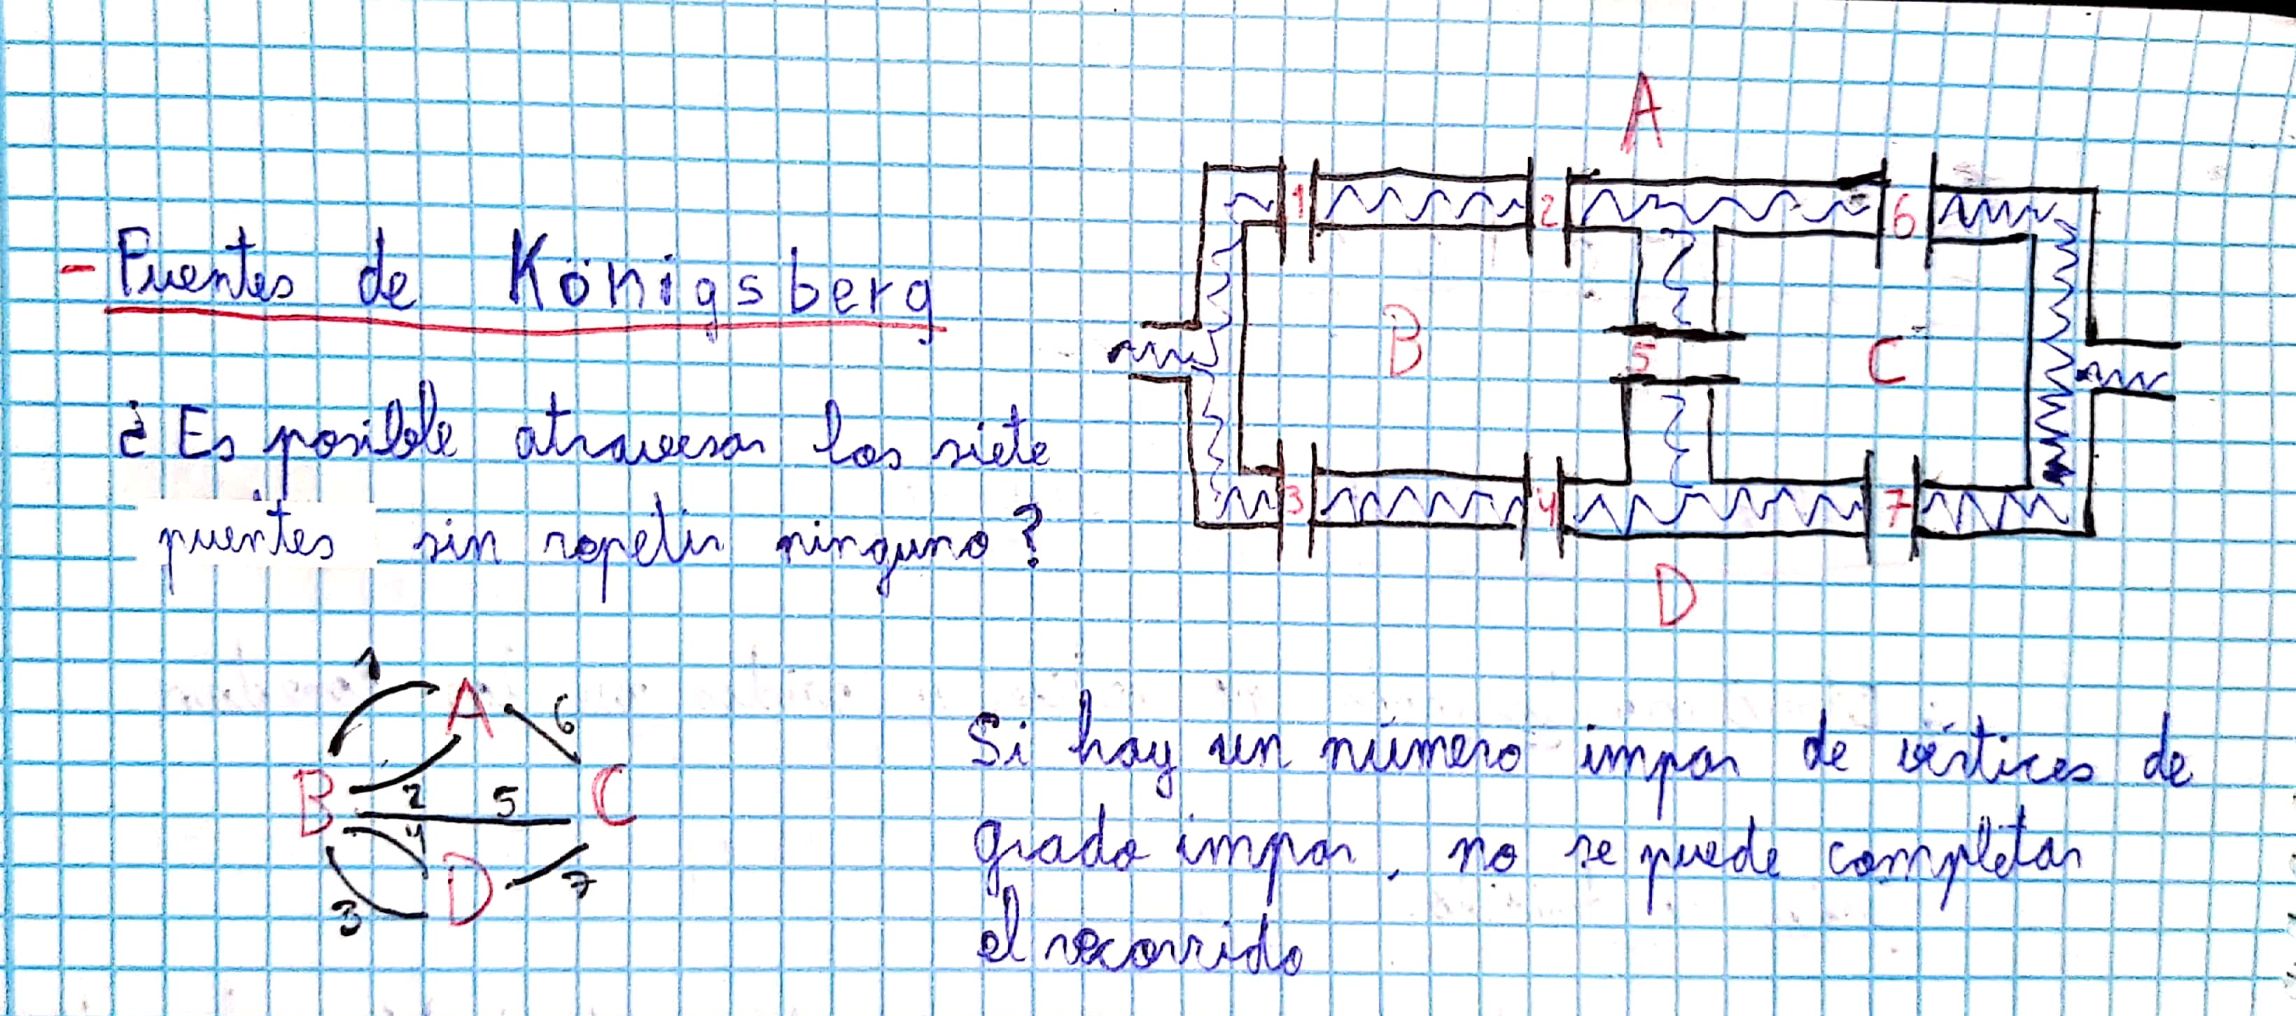 - Puentes de Königsberg
¿Es posible atravesar los siete
puentes sin repetir ninguno?
A
1 2 6
B 5 C
3 4 7
D
1
A 6
B 2 5 C
4
D 7
3
Si hay un número impar de vértices de
grado impar, no se puede completar
el recorrido